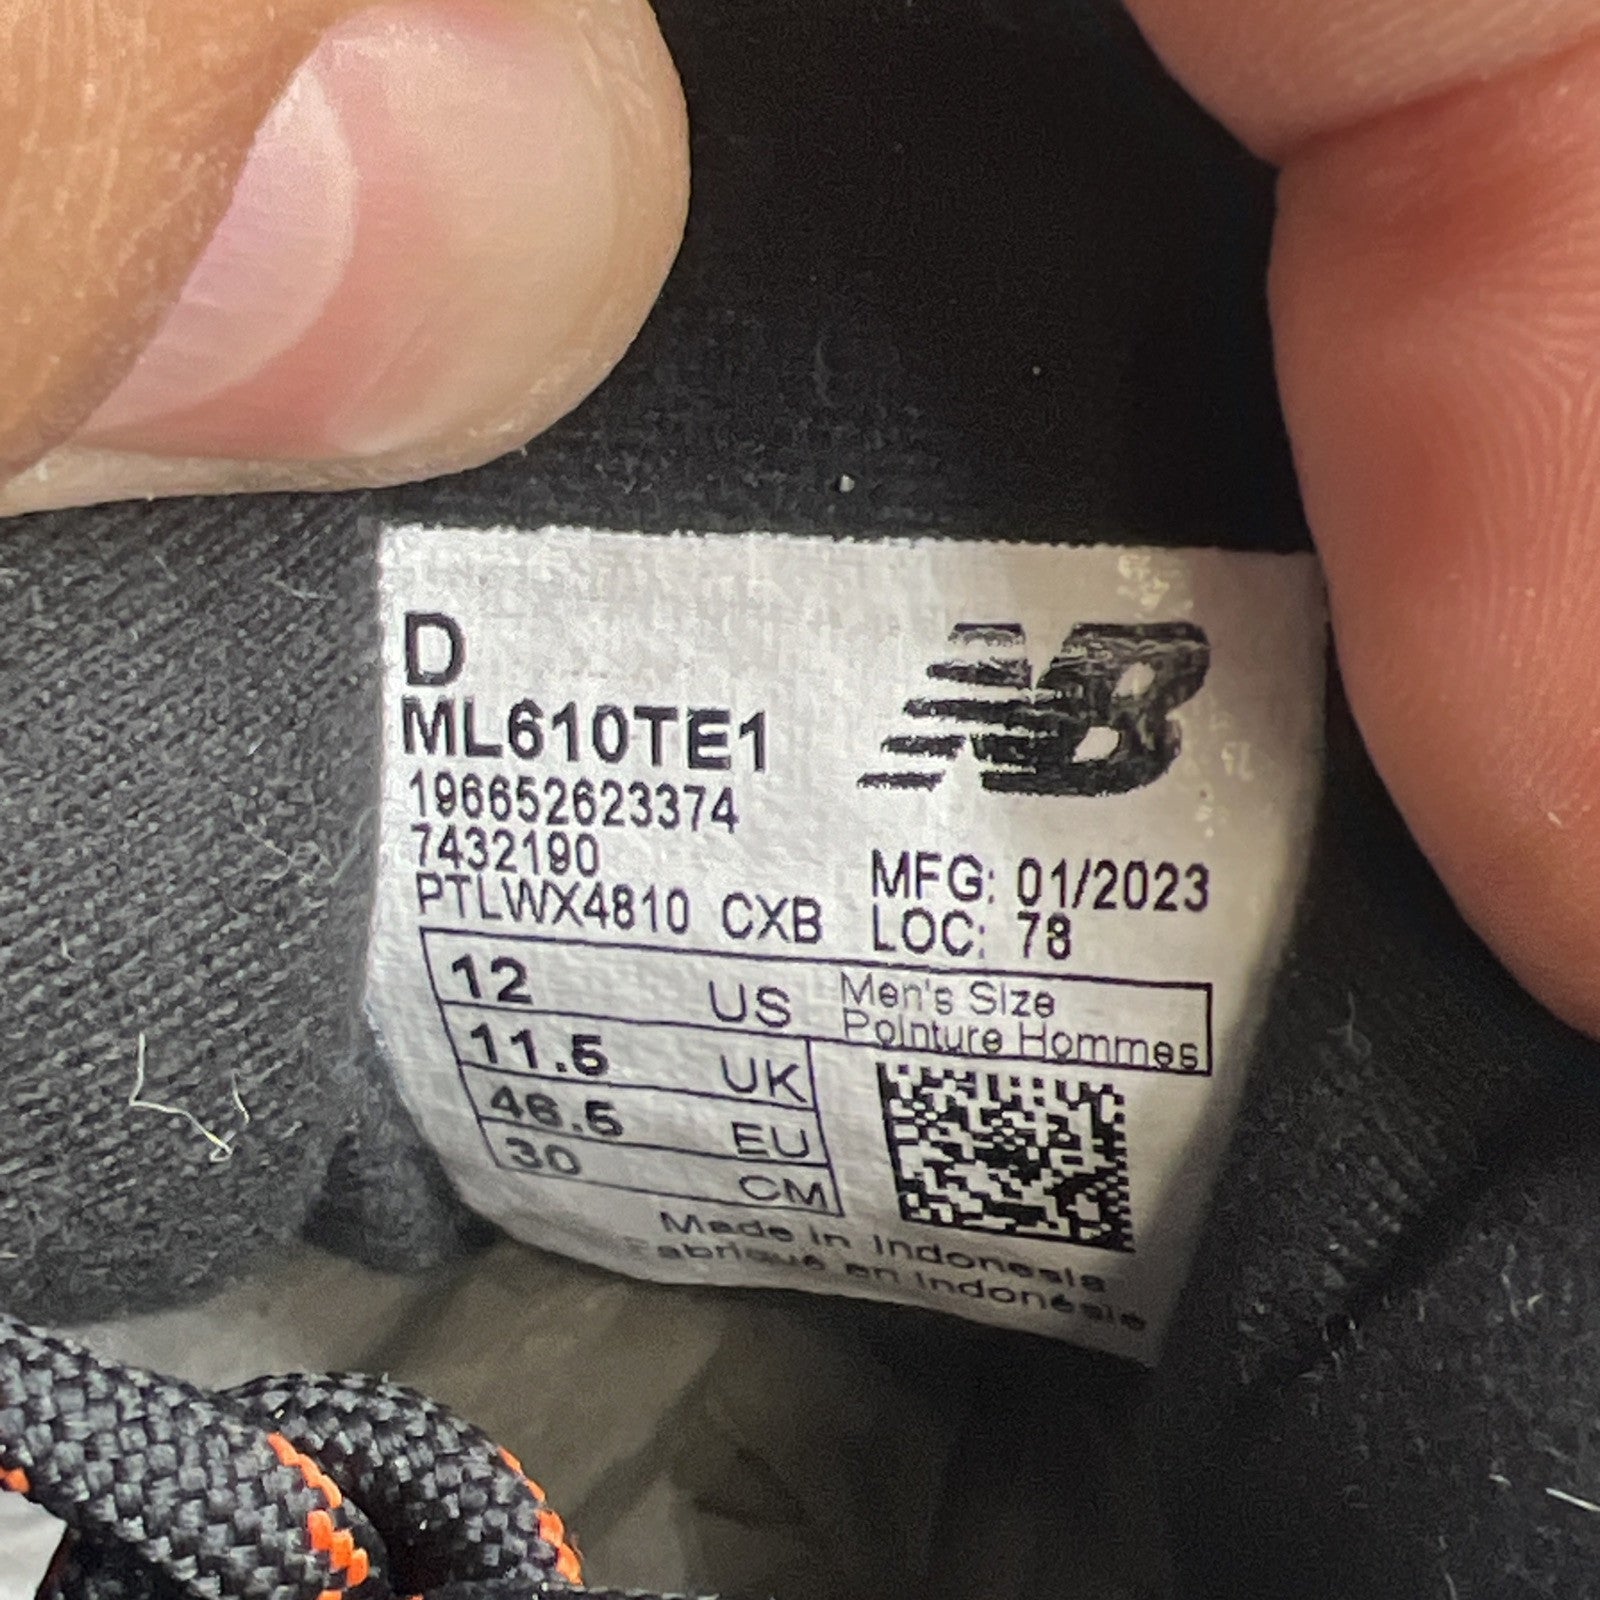 D
NB
ML610TE1
196652623374
7432190
PTLWX4810 CXB
MFG: 01/2023
LOC: 78
12 US Men's Size
Pointure Hommes
11.5 UK
46.5 EU
30 CM
Made in Indonesia
Fabriqué en Indonésie